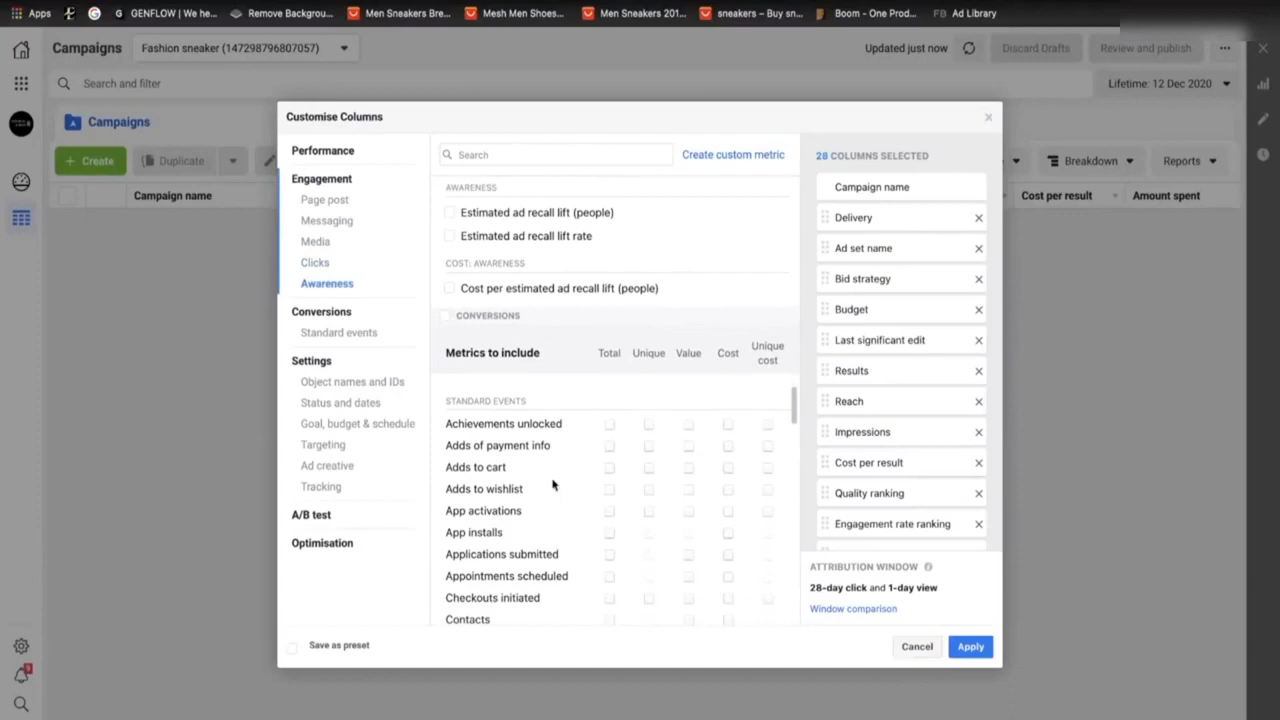 Apps
GENFLOW | We he...
Remove Backgrou...
Men Sneakers Bre...
Mesh Men Shoes...
Men Sneakers 201...
sneakers – Buy sn...
Boom - One Prod...
FB Ad Library
Campaigns
Fashion sneaker (147298796807057)
Updated just now
Discard Drafts
Review and publish
Search and filter
Lifetime: 12 Dec 2020
Campaigns
+ Create
Duplicate
Breakdown
Reports
Campaign name
Cost per result
Amount spent
Customise Columns
Performance
Engagement
Page post
Messaging
Media
Clicks
Awareness
Conversions
Standard events
Settings
Object names and IDs
Status and dates
Goal, budget & schedule
Targeting
Ad creative
Tracking
A/B test
Optimisation
Search
Create custom metric
AWARENESS
Estimated ad recall lift (people)
Estimated ad recall lift rate
COST: AWARENESS
Cost per estimated ad recall lift (people)
CONVERSIONS
Metrics to include
Total
Unique
Value
Cost
Unique
cost
STANDARD EVENTS
Achievements unlocked
Adds of payment info
Adds to cart
Adds to wishlist
App activations
App installs
Applications submitted
Appointments scheduled
Checkouts initiated
Contacts
28 COLUMNS SELECTED
Campaign name
Delivery
Ad set name
Bid strategy
Budget
Last significant edit
Results
Reach
Impressions
Cost per result
Quality ranking
Engagement rate ranking
ATTRIBUTION WINDOW
28-day click and 1-day view
Window comparison
Save as preset
Cancel
Apply